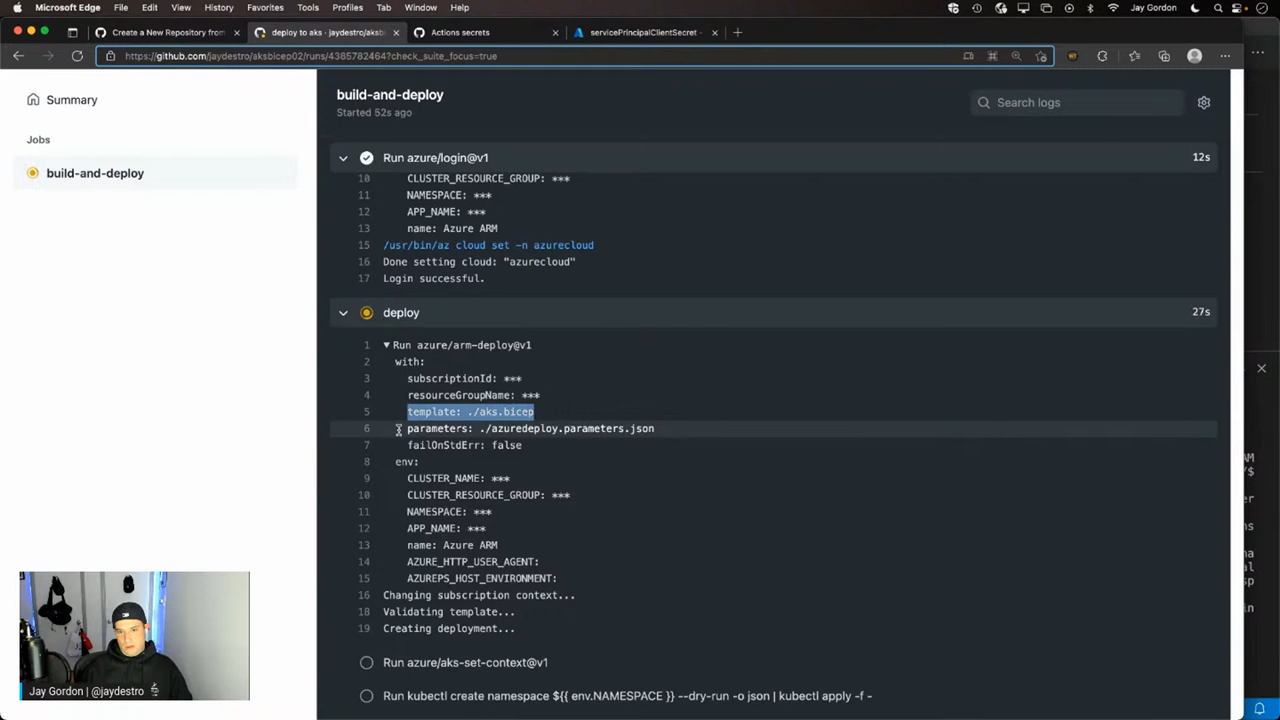 Microsoft Edge File Edit View History Favorites Tools Profiles Tab Window Help
Jay Gordon
Create a New Repository from
deploy to aks · jaydestro/aksb
Actions secrets
servicePrincipalClientSecret -
https://github.com/jaydestro/aksbicep02/runs/4385782464?check_suite_focus=true
Summary
Jobs
build-and-deploy
build-and-deploy
Started 52s ago
Search logs
Run azure/login@v1 12s
10 CLUSTER_RESOURCE_GROUP: ***
11 NAMESPACE: ***
12 APP_NAME: ***
13 name: Azure ARM
15 /usr/bin/az cloud set -n azurecloud
16 Done setting cloud: "azurecloud"
17 Login successful.
deploy 27s
1 Run azure/arm-deploy@v1
2 with:
3 subscriptionId: ***
4 resourceGroupName: ***
5 template: ./aks.bicep
6 parameters: ./azuredeploy.parameters.json
7 failOnStdErr: false
8 env:
9 CLUSTER_NAME: ***
10 CLUSTER_RESOURCE_GROUP: ***
11 NAMESPACE: ***
12 APP_NAME: ***
13 name: Azure ARM
14 AZURE_HTTP_USER_AGENT:
15 AZUREPS_HOST_ENVIRONMENT:
16 Changing subscription context...
18 Validating template...
19 Creating deployment...
Run azure/aks-set-context@v1
Run kubectl create namespace ${{ env.NAMESPACE }} --dry-run -o json | kubectl apply -f -
Jay Gordon | @jaydestro